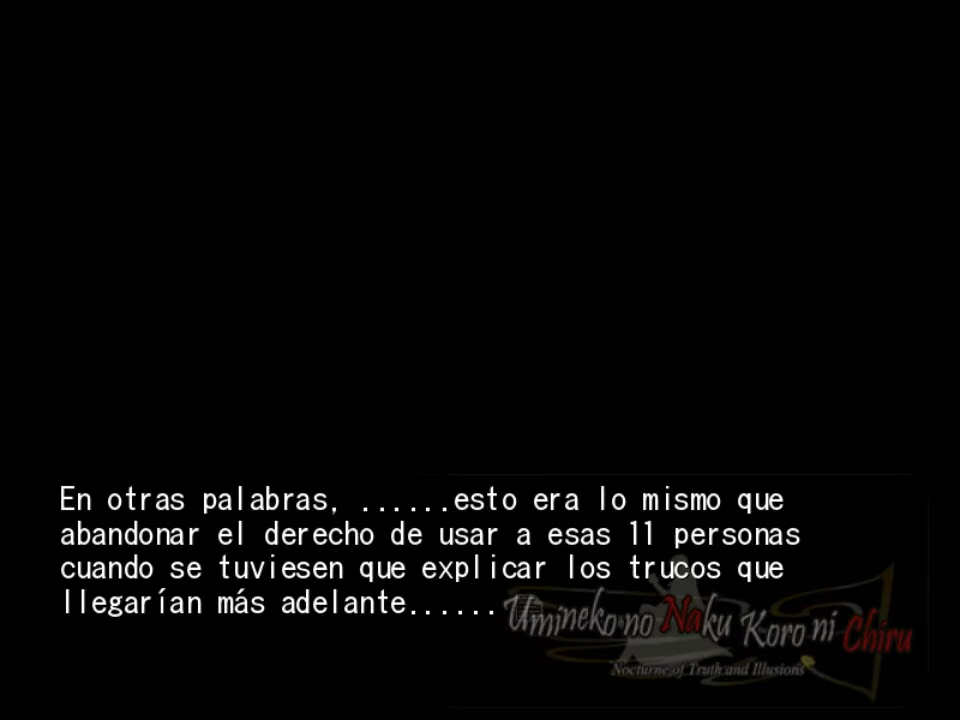 En otras palabras, ......esto era lo mismo que
abandonar el derecho de usar a esas 11 personas
cuando se tuviesen que explicar los trucos que
llegarían más adelante......
Umineko no Naku Koro ni Chiru
Nocturne of Truth and Illusions